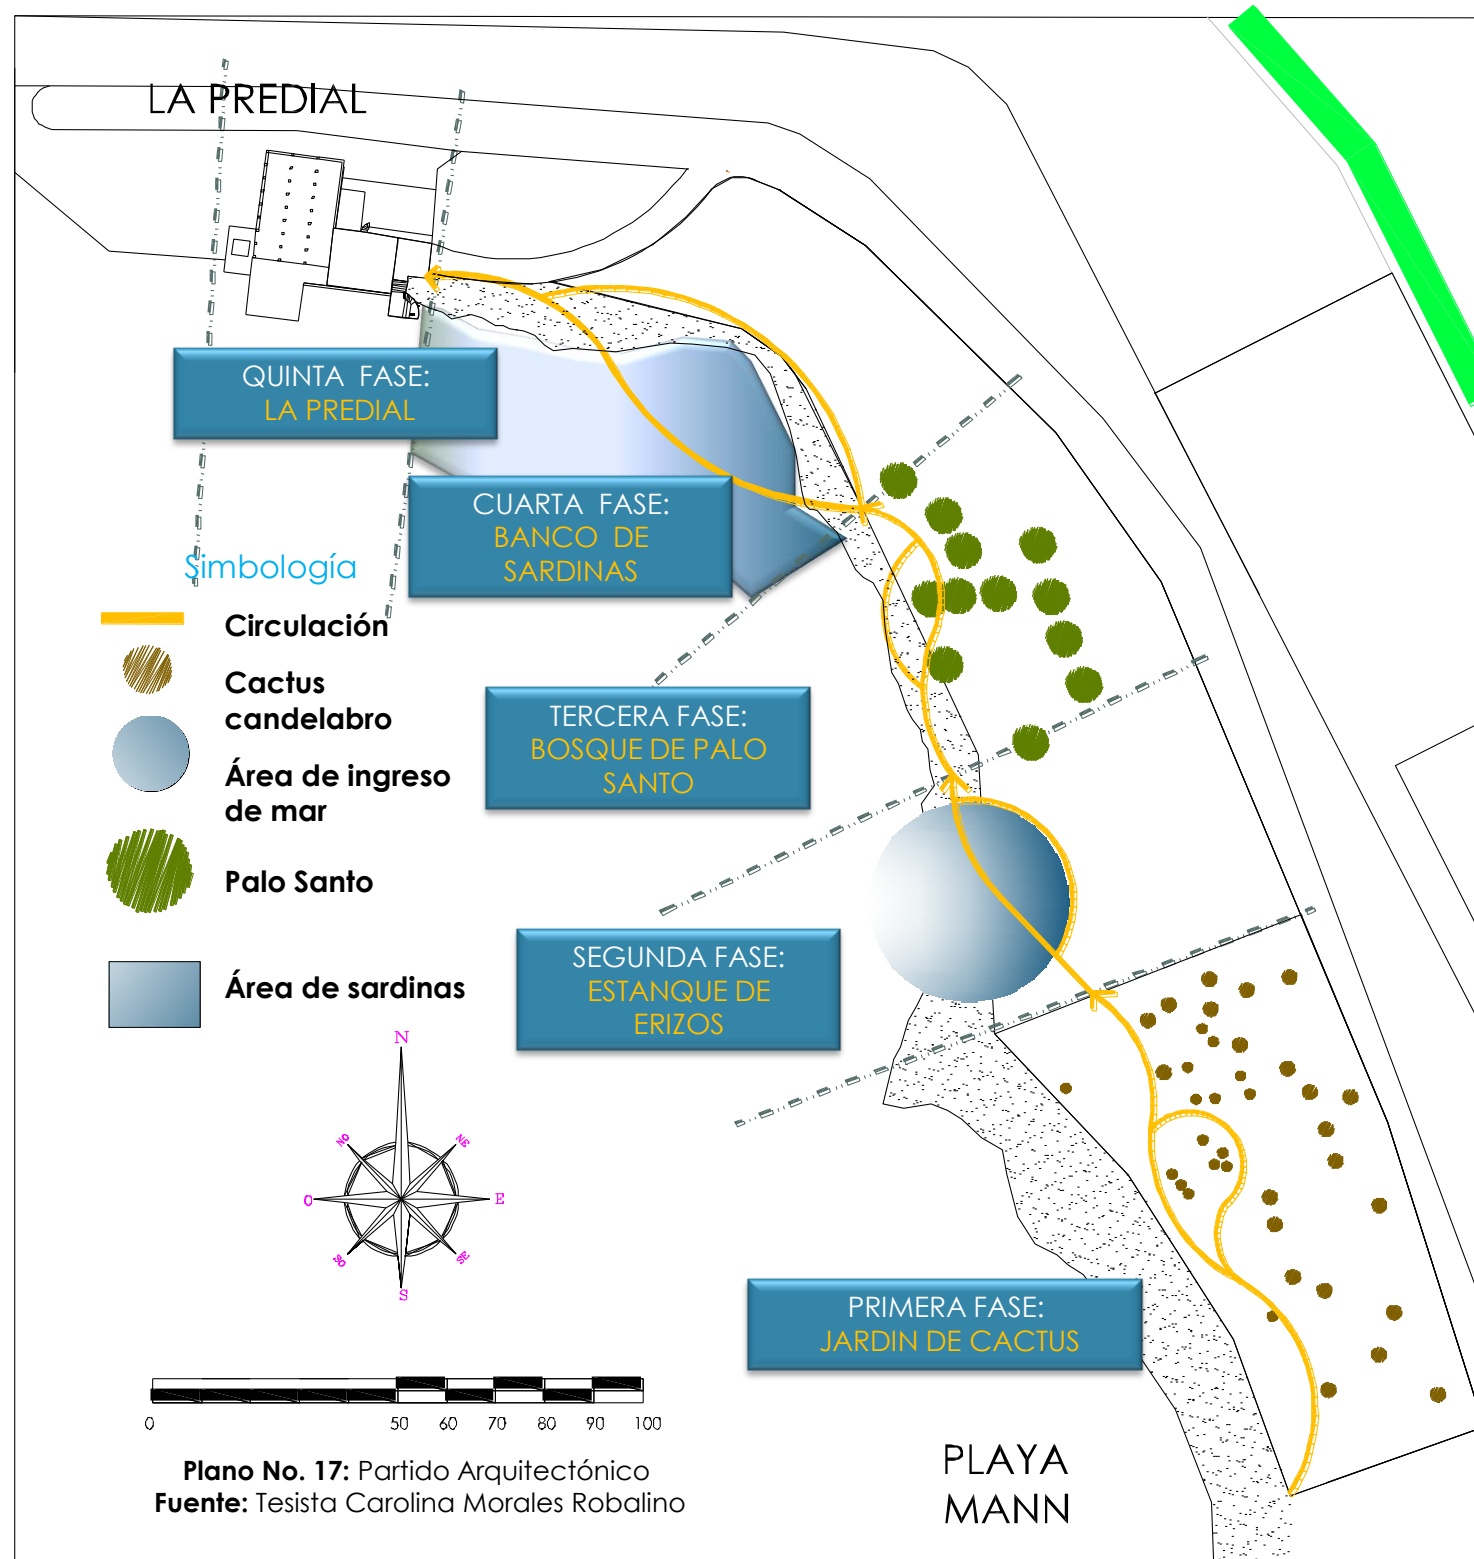 LA PREDIAL
QUINTA FASE:
LA PREDIAL
CUARTA FASE:
BANCO DE
SARDINAS
Simbología
Circulación
Cactus
candelabro
Área de ingreso
de mar
Palo Santo
Área de sardinas
TERCERA FASE:
BOSQUE DE PALO
SANTO
SEGUNDA FASE:
ESTANQUE DE
ERIZOS
N
NO
NE
O
E
SO
SE
S
PRIMERA FASE:
JARDIN DE CACTUS
0 50 60 70 80 90 100
PLAYA
MANN
Plano No. 17: Partido Arquitectónico
Fuente: Tesista Carolina Morales Robalino